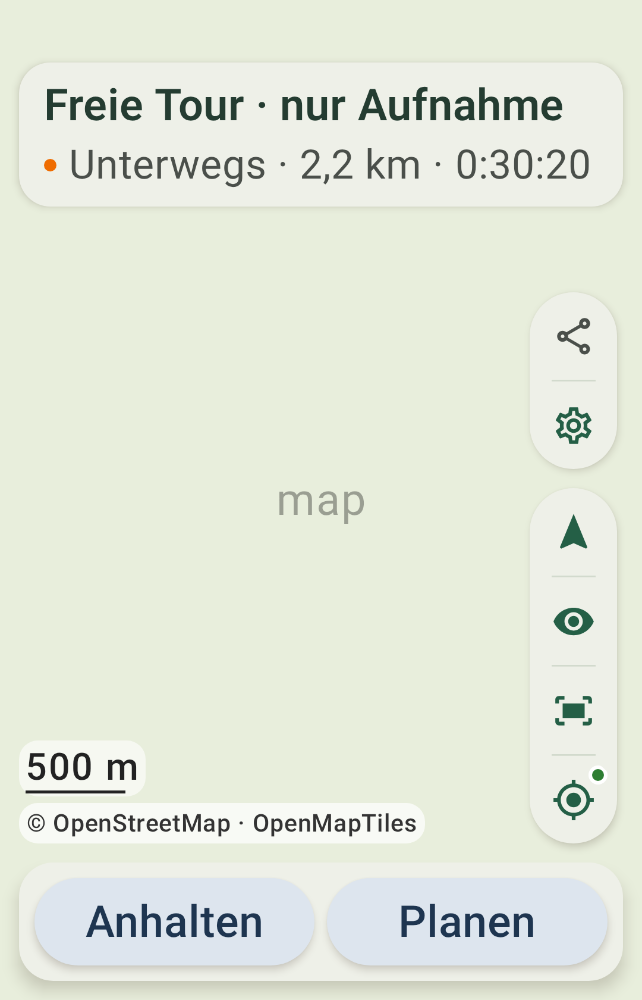 Freie Tour · nur Aufnahme
Unterwegs · 2,2 km · 0:30:20
map
500 m
© OpenStreetMap · OpenMapTiles
Anhalten
Planen